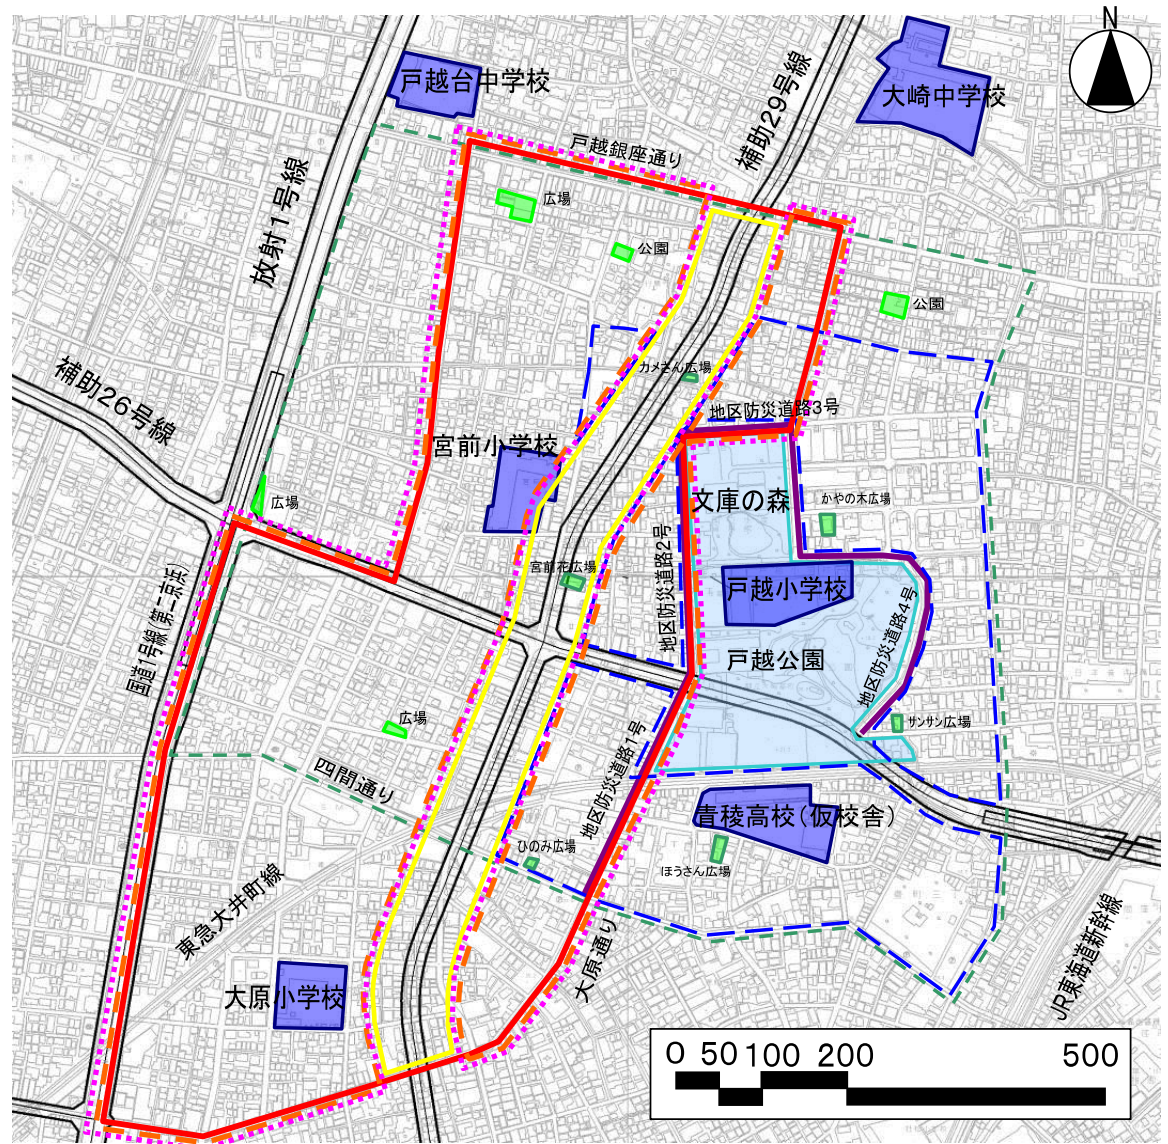 N
戸越台中学校
大崎中学校
補助29号線
戸越銀座通り
放射1号線
広場
公園
公園
カメさん広場
補助26号線
地区防災道路3号
宮前小学校
文庫の森
かやの木広場
広場
地区防災道路2号
宮前花広場
戸越小学校
国道1号線(第二京浜)
戸越公園
地区防災道路4号
広場
サンサン広場
地区防災道路1号
四間通り
青稜高校(仮校舎)
ひのみ広場
ほうさん広場
東急大井町線
大原通り
JR東海道新幹線
大原小学校
0 50 100 200 500